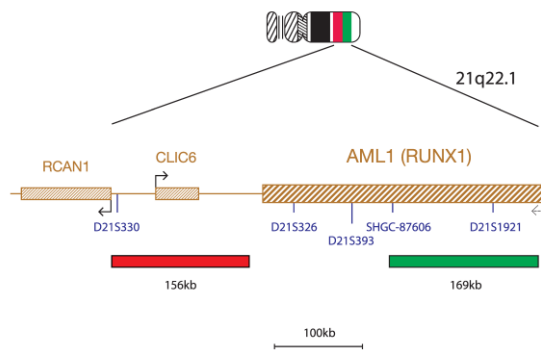 21q22.1
RCAN1
CLIC6
AML1 (RUNX1)
D21S330
D21S326
D21S393
SHGC-87606
D21S1921
156kb
169kb
100kb